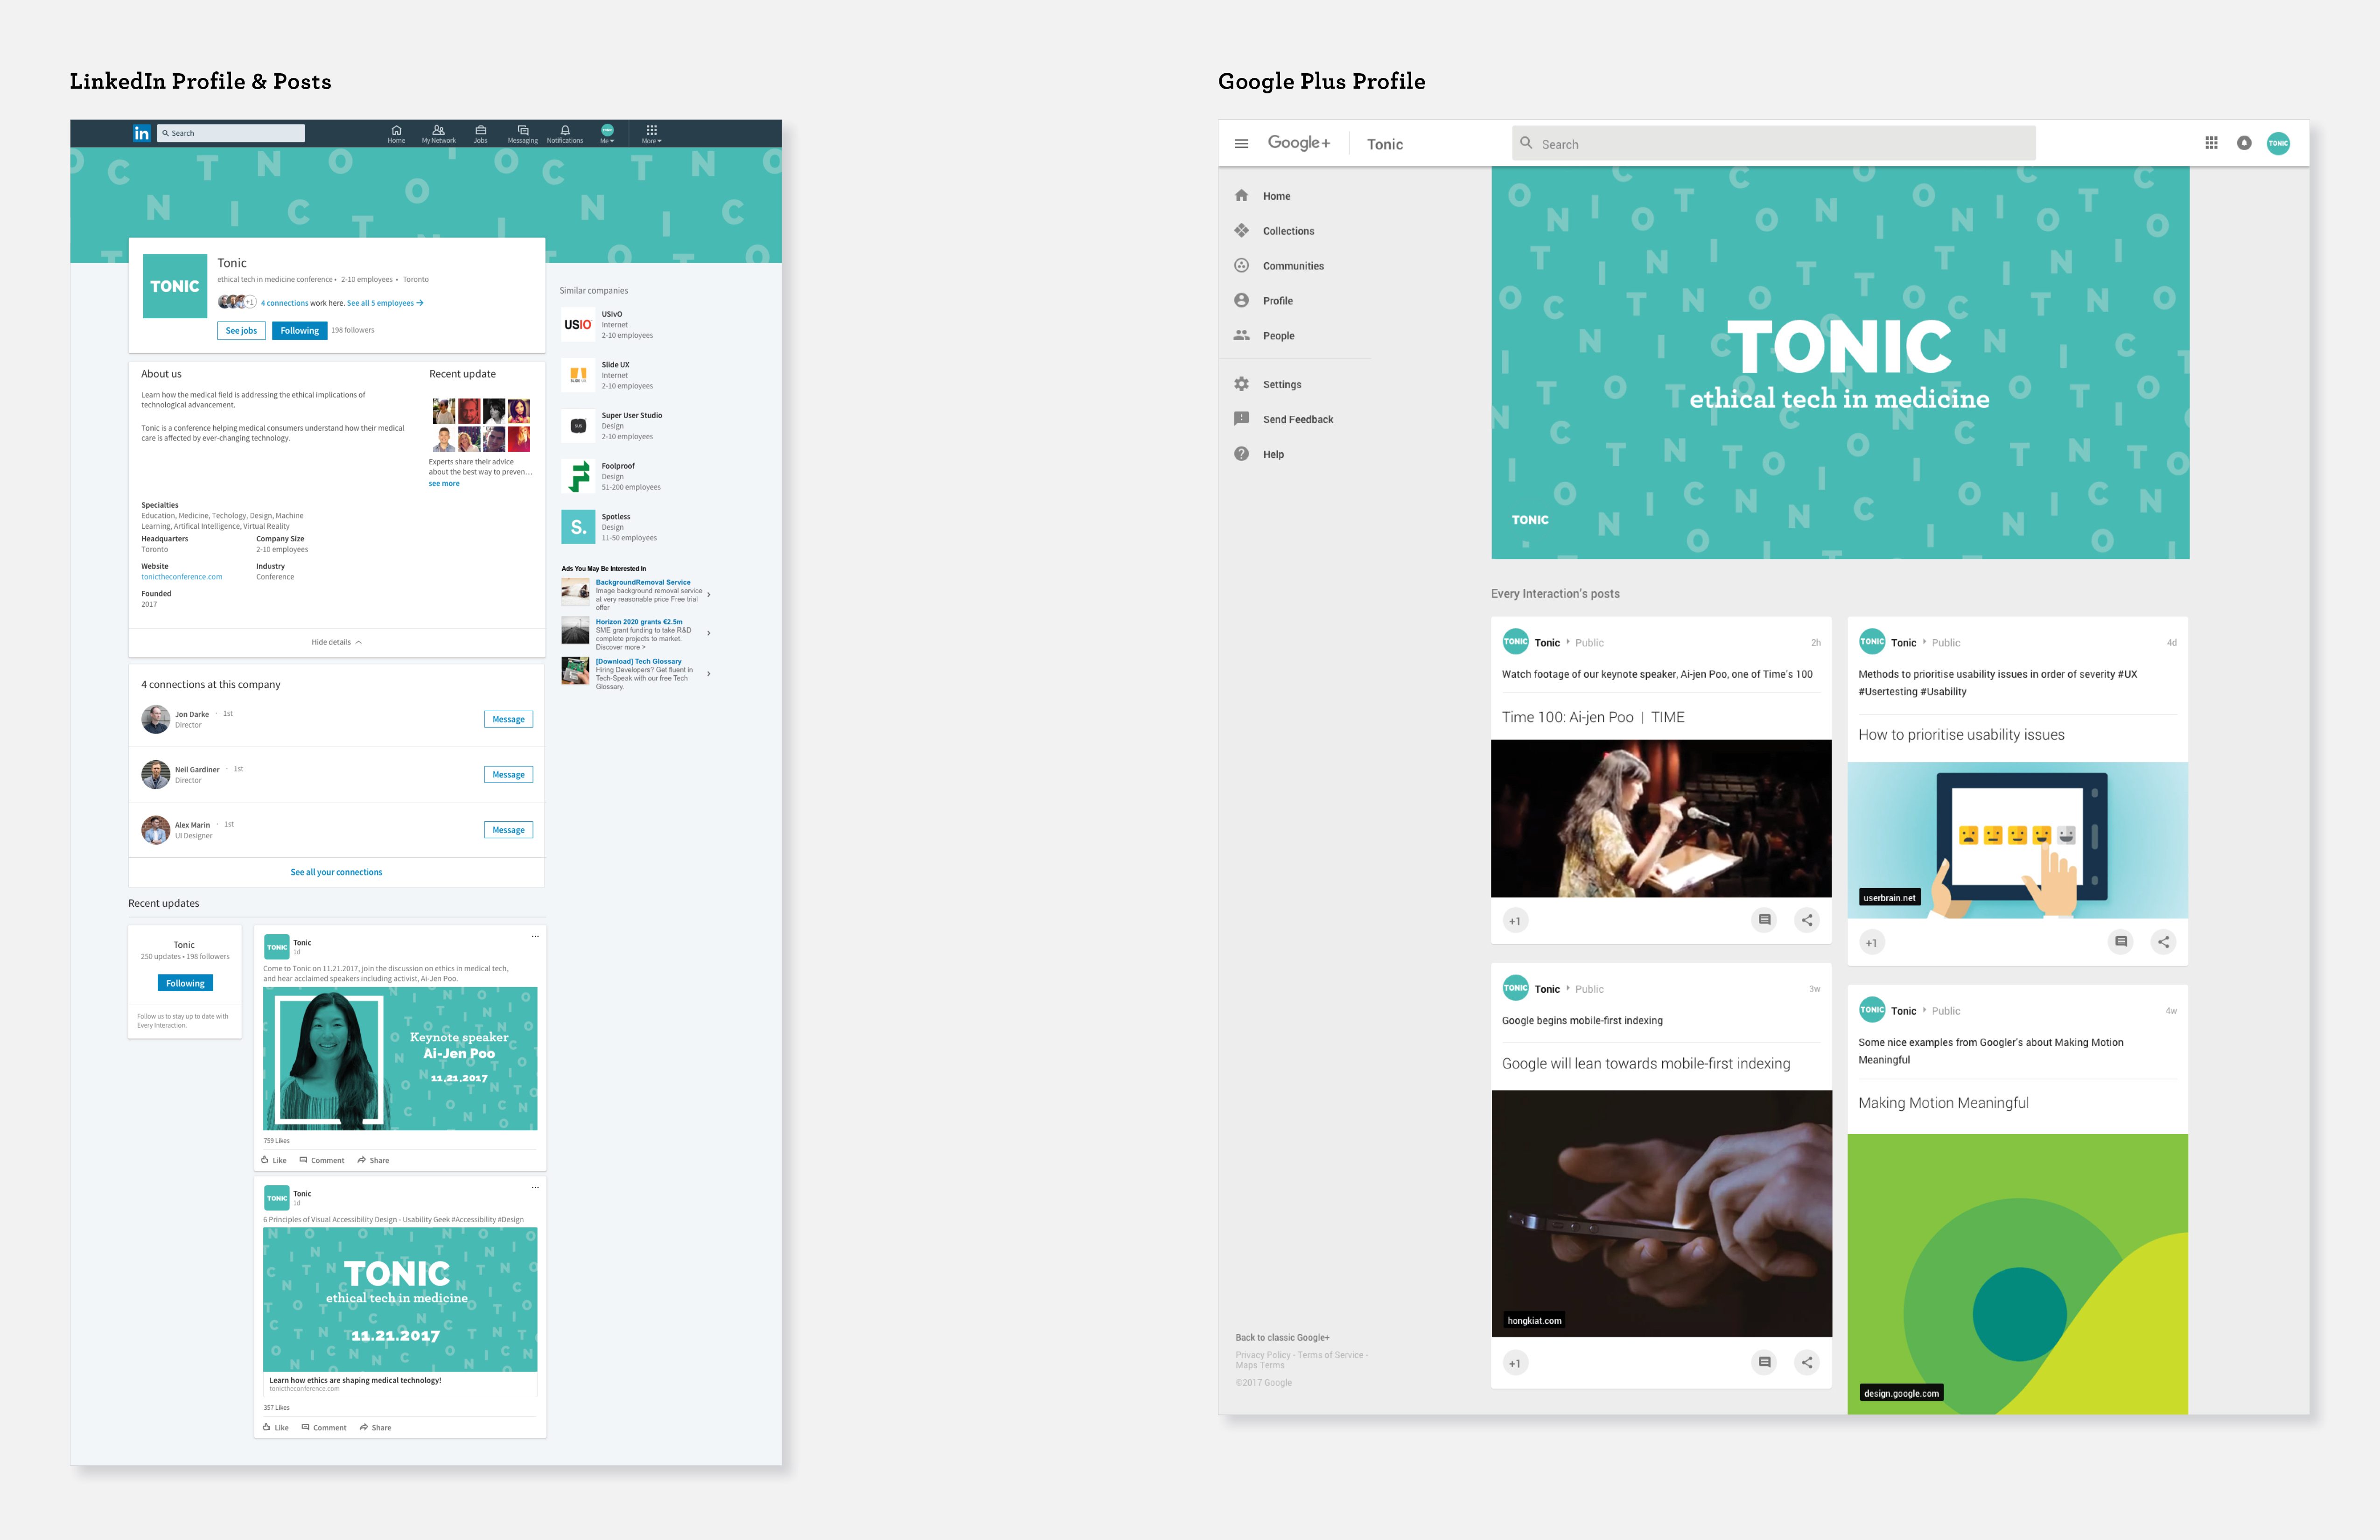 LinkedIn Profile & Posts
in
Search
Home
My Network
Jobs
Messaging
Notifications
TONIC
Me
More
TONIC
Tonic
ethical tech in medicine conference • 2-10 employees • Toronto
+1
4 connections work here. See all 5 employees →
See jobs
Following
198 followers
About us
Learn how the medical field is addressing the ethical implications of
technological advancement.
Tonic is a conference helping medical consumers understand how their medical
care is affected by ever-changing technology.
Recent update
Experts share their advice
about the best way to preven...
see more
Specialties
Education, Medicine, Techology, Design, Machine
Learning, Artifical Intelligence, Virtual Reality
Headquarters
Toronto
Company Size
2-10 employees
Website
tonictheconference.com
Industry
Conference
Founded
2017
Hide details
4 connections at this company
Jon Darke · 1st
Director
Message
Neil Gardiner · 1st
Director
Message
Alex Marin · 1st
UI Designer
Message
See all your connections
Similar companies
USIO
USIvO
Internet
2-10 employees
Slide UX
Internet
2-10 employees
Super User Studio
Design
2-10 employees
Foolproof
Design
51-200 employees
S.
Spotless
Design
11-50 employees
Ads You May Be Interested In
BackgroundRemoval Service
Image background removal service
at very reasonable price Free trial
offer
Horizon 2020 grants €2.5m
SME grant funding to take R&D
complete projects to market.
Discover more >
[Download] Tech Glossary
Hiring Developers? Get fluent in
Tech-Speak with our free Tech
Glossary.
Recent updates
Tonic
250 updates • 198 followers
Following
Follow us to stay up to date with
Every Interaction.
TONIC
Tonic
1d
...
Come to Tonic on 11.21.2017, join the discussion on ethics in medical tech,
and hear acclaimed speakers including activist, Ai-Jen Poo.
Keynote speaker
Ai-Jen Poo
11.21.2017
759 Likes
Like
Comment
Share
TONIC
Tonic
1d
...
6 Principles of Visual Accessibility Design - Usability Geek #Accessibility #Design
TONIC
ethical tech in medicine
11.21.2017
Learn how ethics are shaping medical technology!
tonictheconference.com
357 Likes
Like
Comment
Share
Google Plus Profile
Google+
Tonic
Search
TONIC
Home
Collections
Communities
Profile
People
Settings
Send Feedback
Help
TONIC
ethical tech in medicine
TONIC
Every Interaction's posts
TONIC
Tonic
Public
2h
Watch footage of our keynote speaker, Ai-jen Poo, one of Time's 100
Time 100: Ai-jen Poo | TIME
+1
TONIC
Tonic
Public
4d
Methods to prioritise usability issues in order of severity #UX
#Usertesting #Usability
How to prioritise usability issues
userbrain.net
+1
TONIC
Tonic
Public
3w
Google begins mobile-first indexing
Google will lean towards mobile-first indexing
hongkiat.com
+1
TONIC
Tonic
Public
4w
Some nice examples from Googler's about Making Motion
Meaningful
Making Motion Meaningful
design.google.com
Back to classic Google+
Privacy Policy - Terms of Service -
Maps Terms
©2017 Google